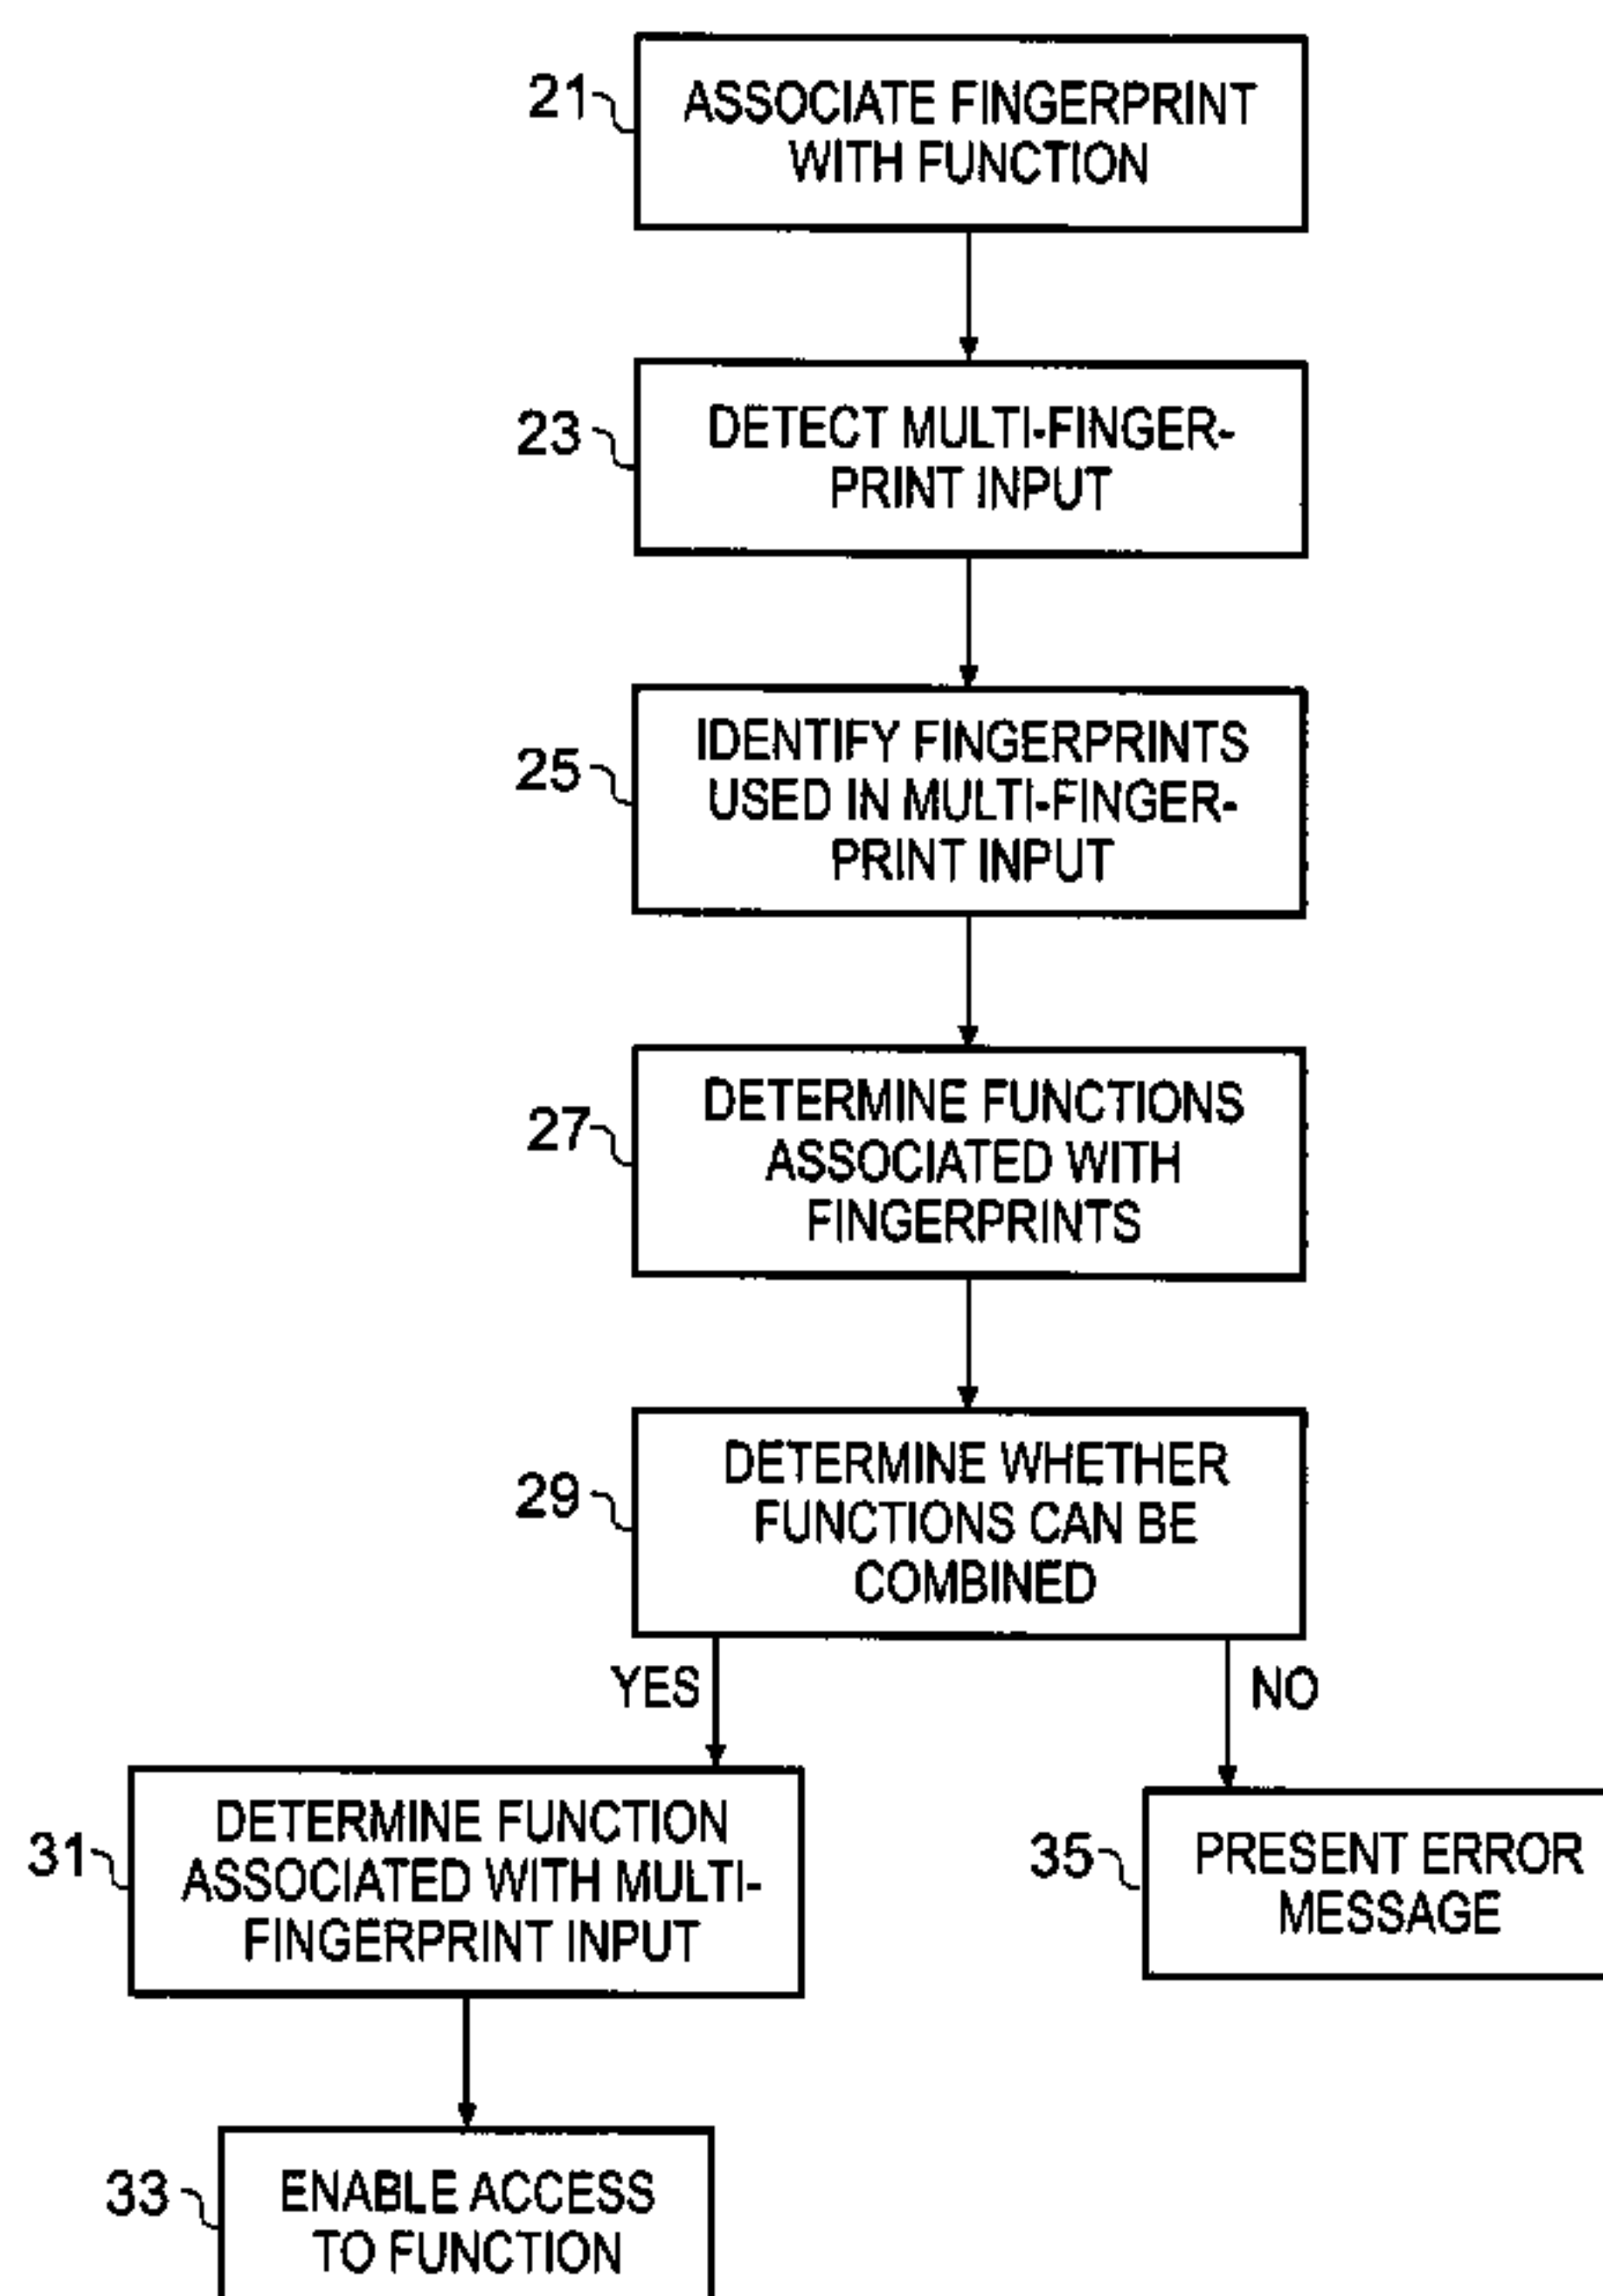 21
ASSOCIATE FINGERPRINT
WITH FUNCTION
23
DETECT MULTI-FINGER-
PRINT INPUT
25
IDENTIFY FINGERPRINTS
USED IN MULTI-FINGER-
PRINT INPUT
27
DETERMINE FUNCTIONS
ASSOCIATED WITH
FINGERPRINTS
29
DETERMINE WHETHER
FUNCTIONS CAN BE
COMBINED
YES
NO
31
DETERMINE FUNCTION
ASSOCIATED WITH MULTI-
FINGERPRINT INPUT
35
PRESENT ERROR
MESSAGE
33
ENABLE ACCESS
TO FUNCTION